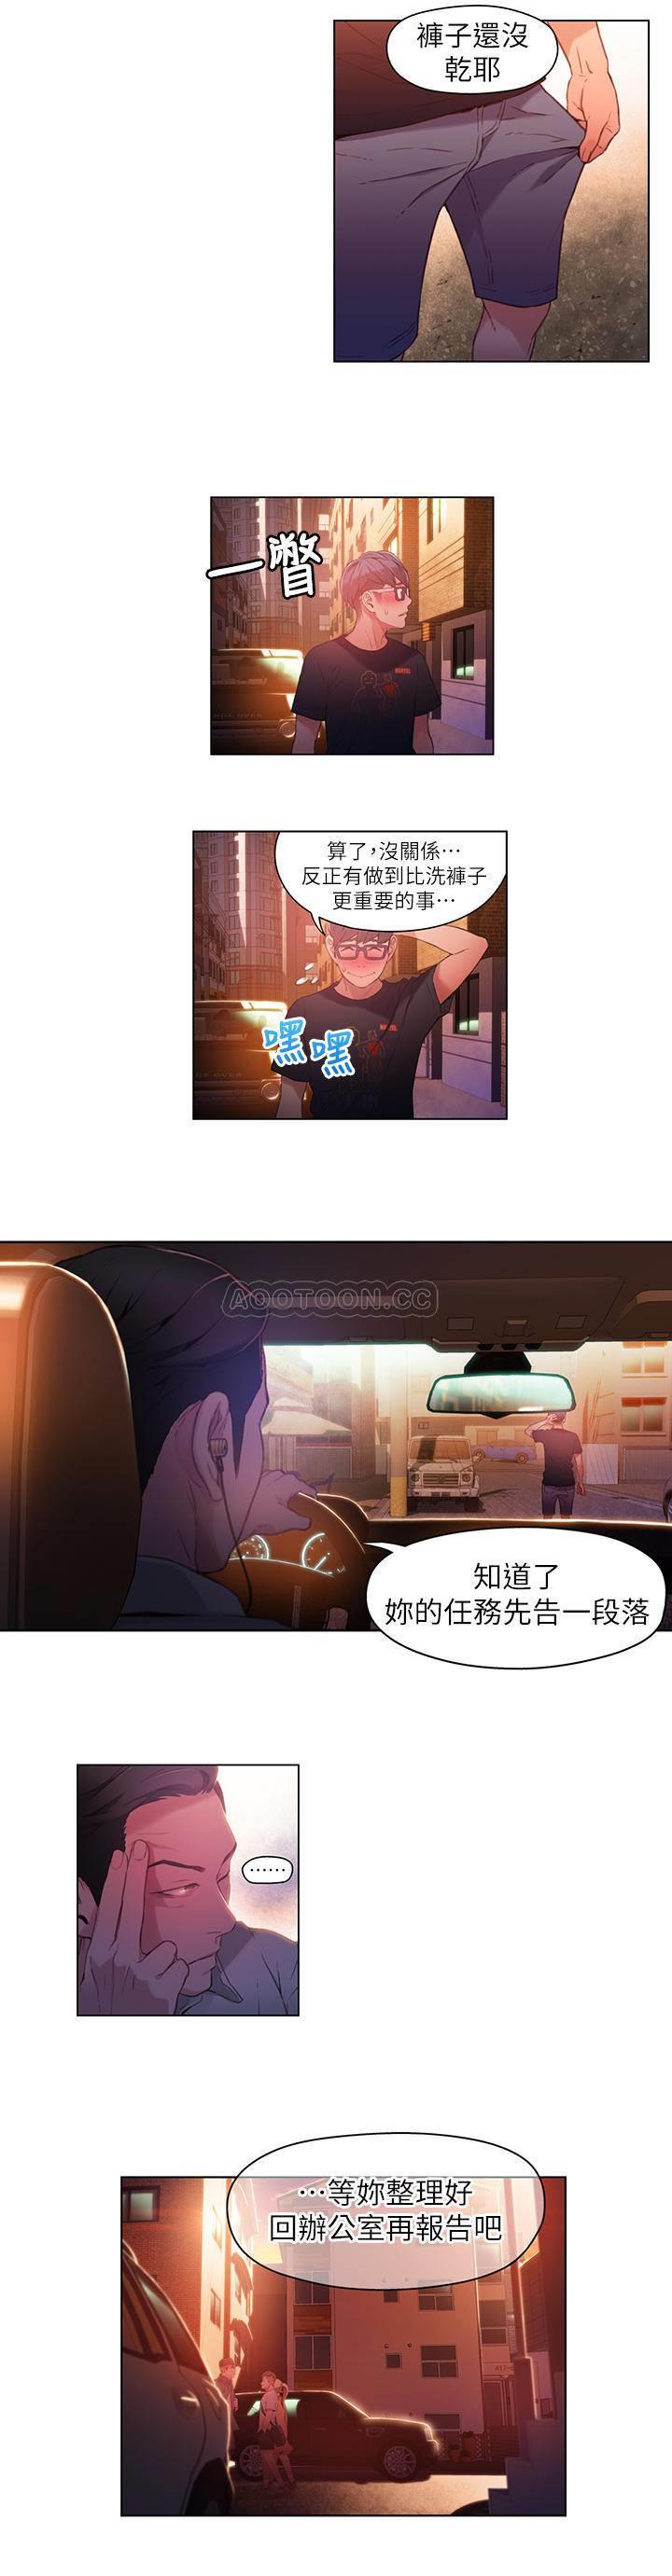 褲子還沒
乾耶
一瞥
MARVEL
算了，沒關係…
反正有做到比洗褲子
更重要的事…
嘿嘿
AOOTOON.CC
知道了
妳的任務先告一段落
……
…等妳整理好
回辦公室再報告吧